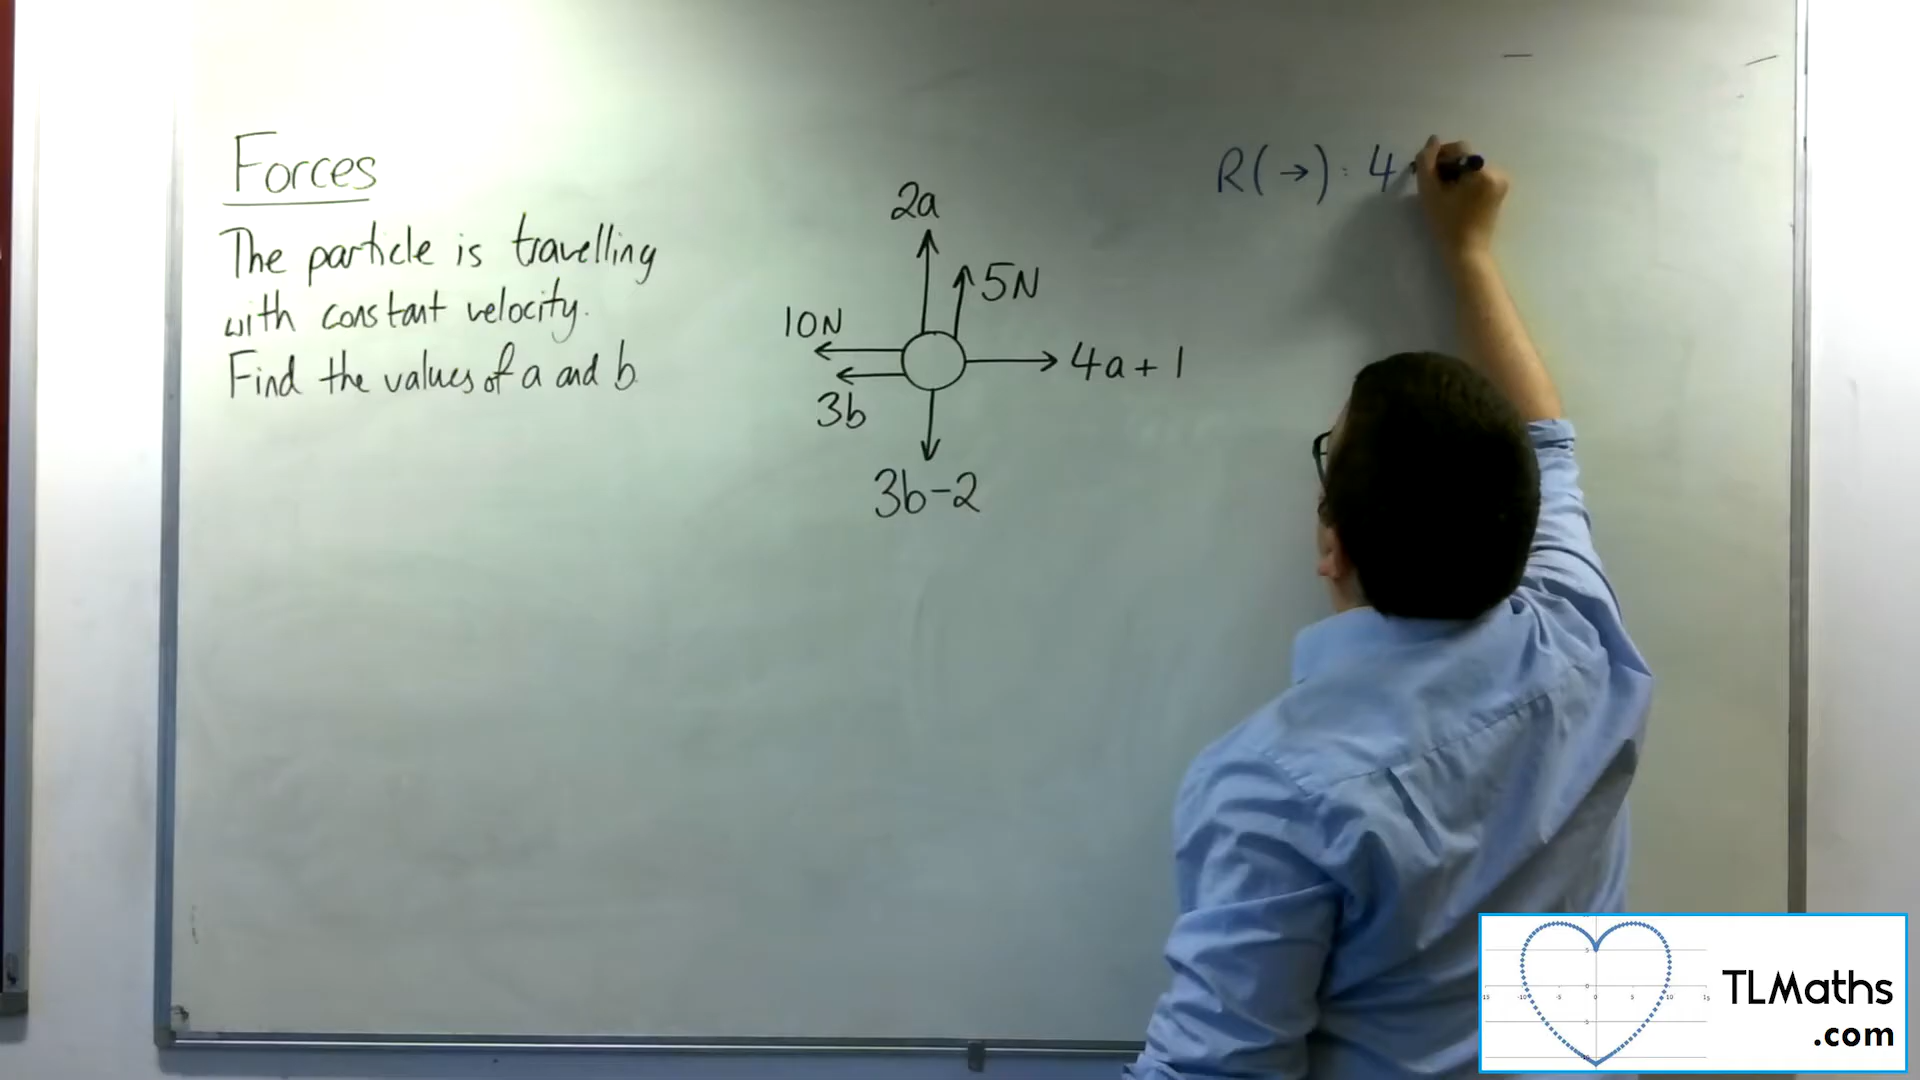 Forces
The particle is travelling
with constant velocity.
Find the values of a and b
2a
5N
10N
4a + 1
3b
3b - 2
R(→): 4
TLMaths
.com